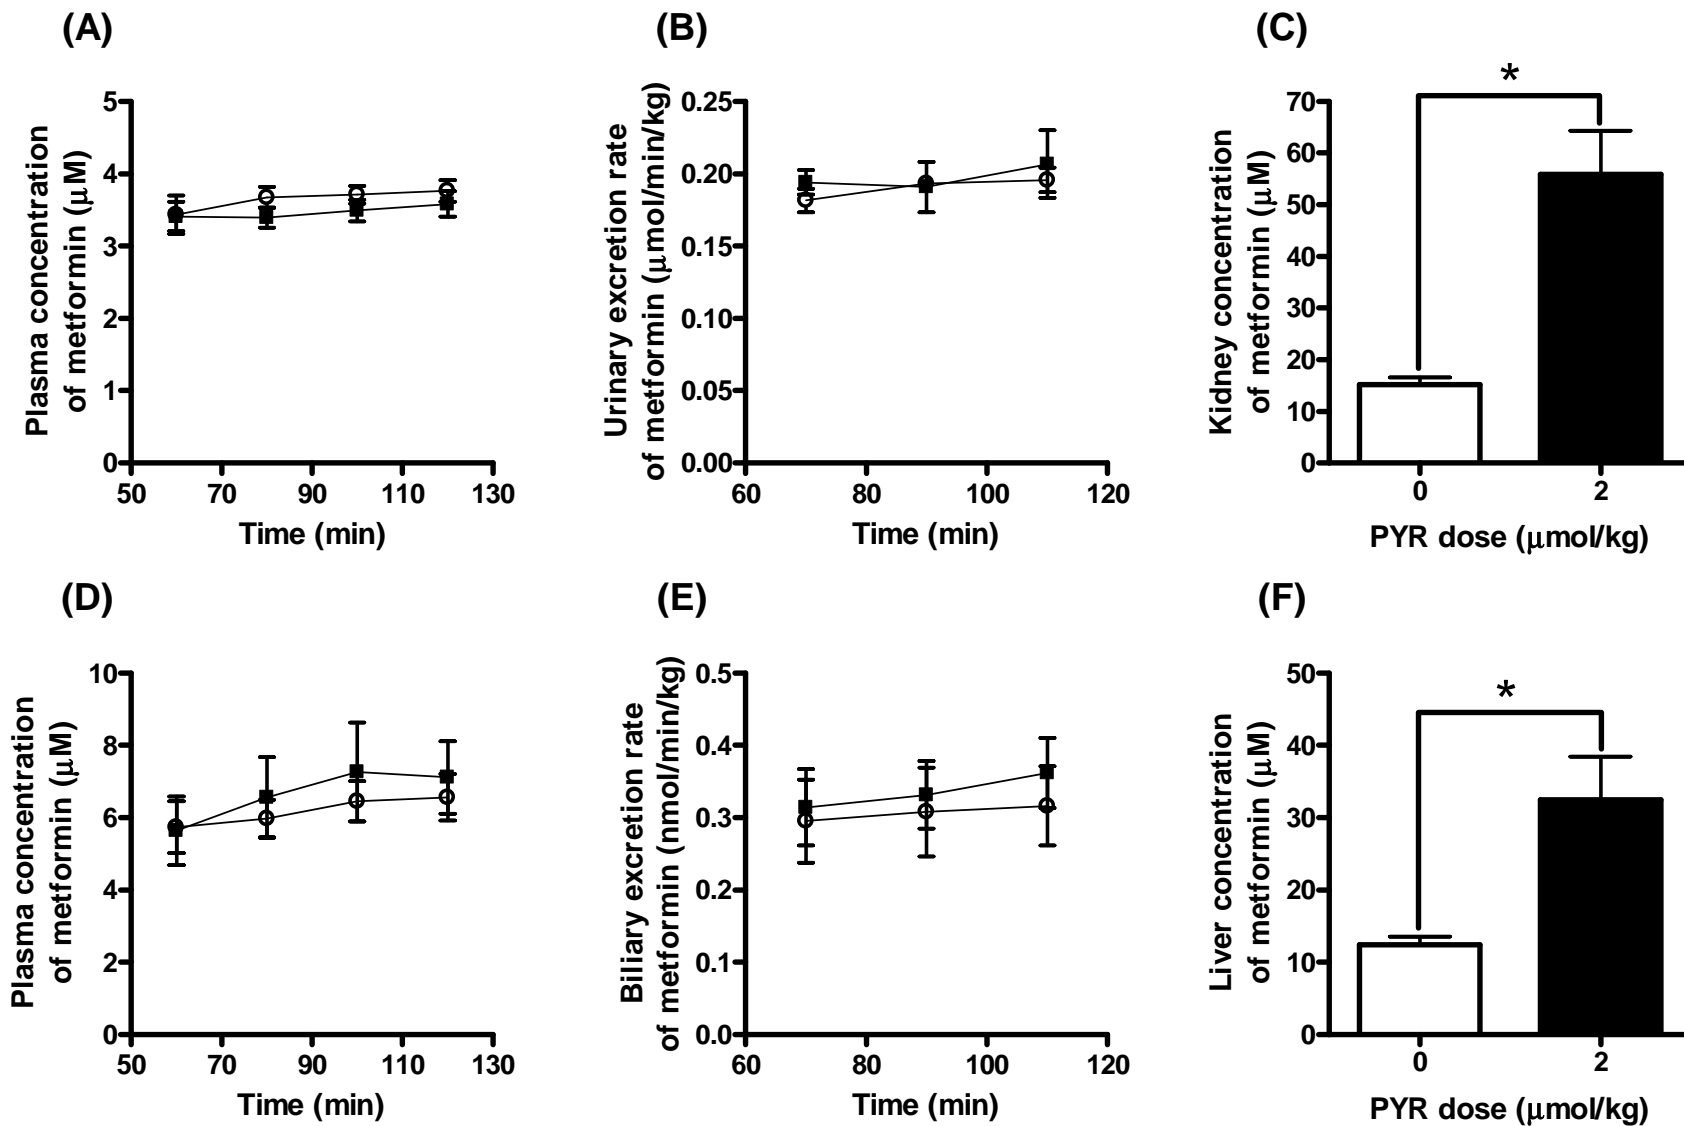 (A)
Plasma concentration
of metformin (μM)
5
4
3
2
1
0
50 70 90 110 130
Time (min)
(B)
Urinary excretion rate
of metformin (μmol/min/kg)
0.25
0.20
0.15
0.10
0.05
0.00
60 80 100 120
Time (min)
(C)
Kidney concentration
of metformin (μM)
70
60
50
40
30
20
10
0
*
0 2
PYR dose (μmol/kg)
(D)
Plasma concentration
of metformin (μM)
10
8
6
4
2
0
50 70 90 110 130
Time (min)
(E)
Biliary excretion rate
of metformin (nmol/min/kg)
0.5
0.4
0.3
0.2
0.1
0.0
60 80 100 120
Time (min)
(F)
Liver concentration
of metformin (μM)
50
40
30
20
10
0
*
0 2
PYR dose (μmol/kg)